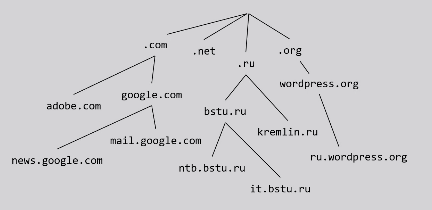 .com
.net
.ru
.org
adobe.com
google.com
bstu.ru
kremlin.ru
wordpress.org
news.google.com
mail.google.com
ntb.bstu.ru
it.bstu.ru
ru.wordpress.org